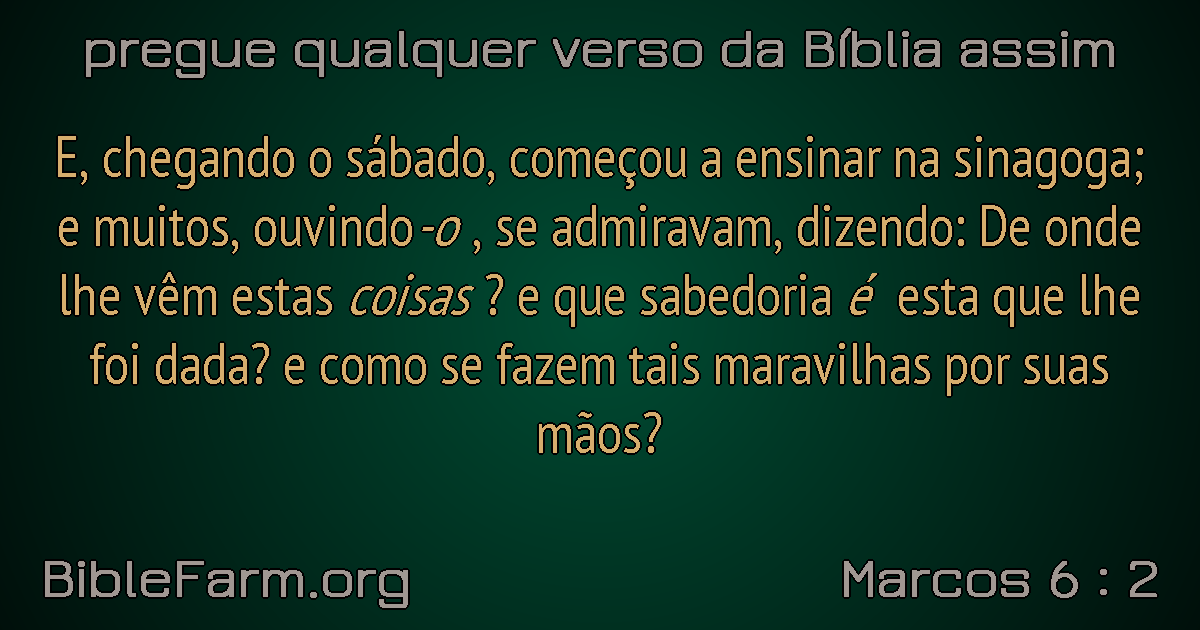 pregue qualquer verso da Bíblia assim
E, chegando o sábado, começou a ensinar na sinagoga;
e muitos, ouvindo-o , se admiravam, dizendo: De onde
lhe vêm estas coisas ? e que sabedoria é esta que lhe
foi dada? e como se fazem tais maravilhas por suas
mãos?
BibleFarm.org
Marcos 6 : 2